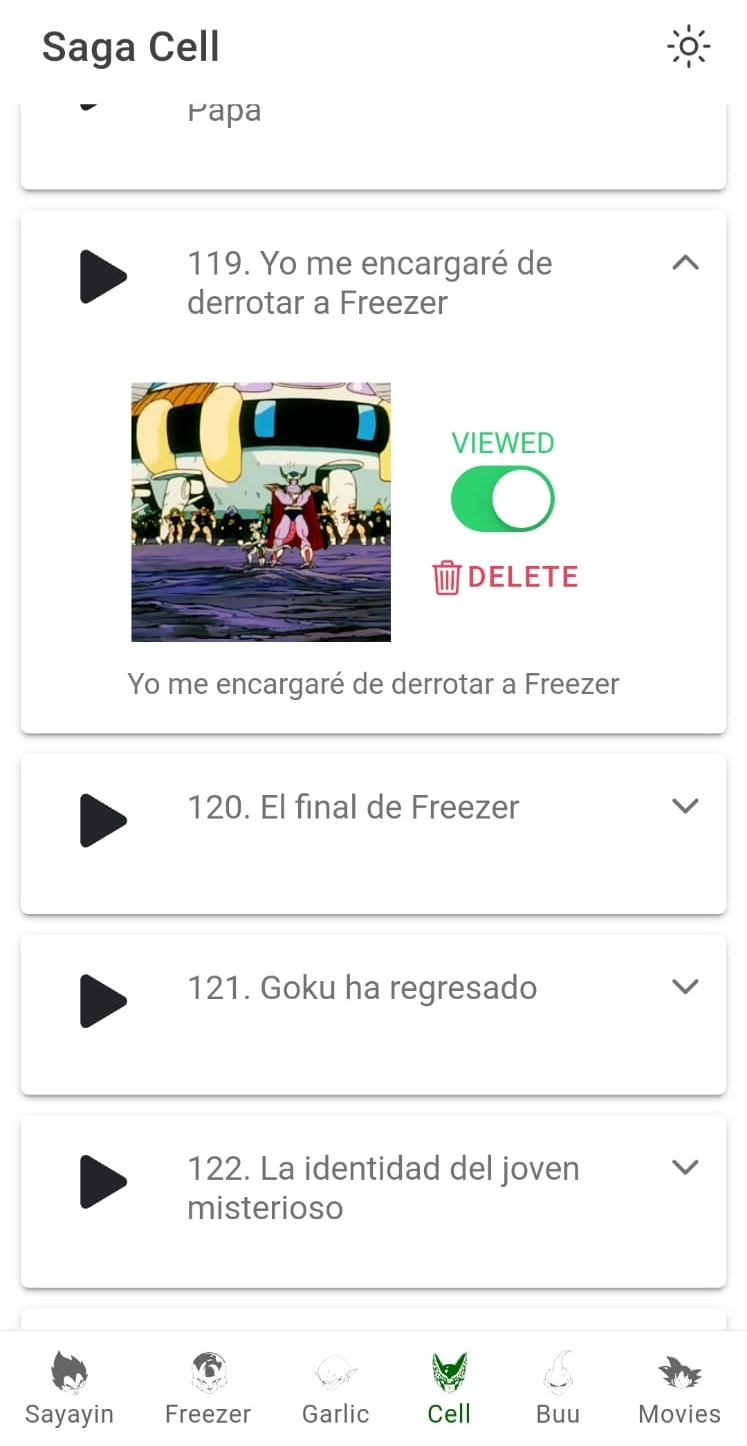 Saga Cell
Papá
119. Yo me encargaré de
derrotar a Freezer
VIEWED
DELETE
Yo me encargaré de derrotar a Freezer
120. El final de Freezer
121. Goku ha regresado
122. La identidad del joven
misterioso
Sayayin
Freezer
Garlic
Cell
Buu
Movies